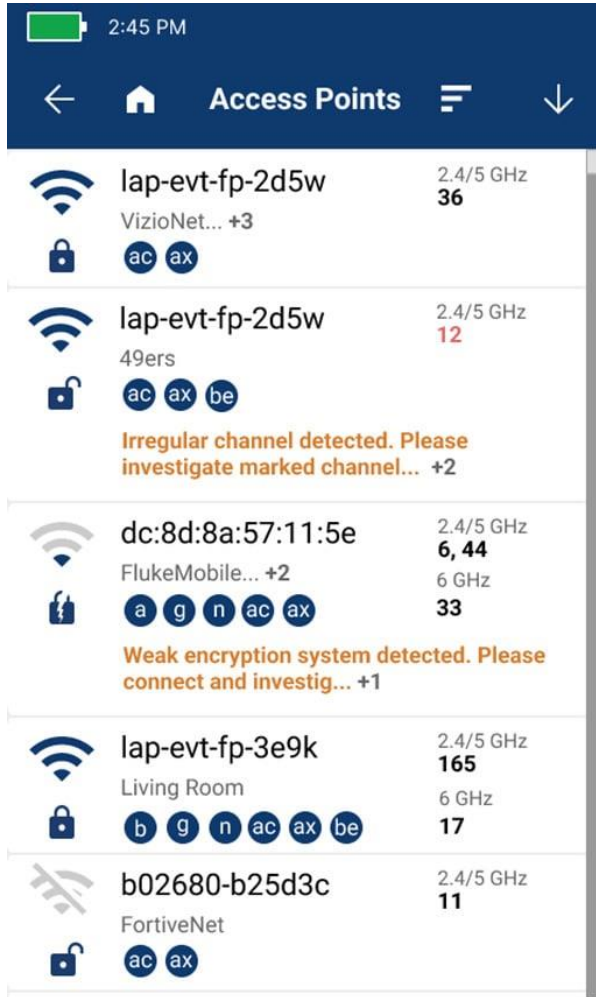 2:45 PM
Access Points
lap-evt-fp-2d5w
2.4/5 GHz
36
VizioNet... +3
ac ax
lap-evt-fp-2d5w
2.4/5 GHz
12
49ers
ac ax be
Irregular channel detected. Please
investigate marked channel... +2
dc:8d:8a:57:11:5e
2.4/5 GHz
6, 44
FlukeMobile... +2
6 GHz
33
a g n ac ax
Weak encryption system detected. Please
connect and investig... +1
lap-evt-fp-3e9k
2.4/5 GHz
165
Living Room
6 GHz
17
b g n ac ax be
b02680-b25d3c
2.4/5 GHz
11
FortiveNet
ac ax